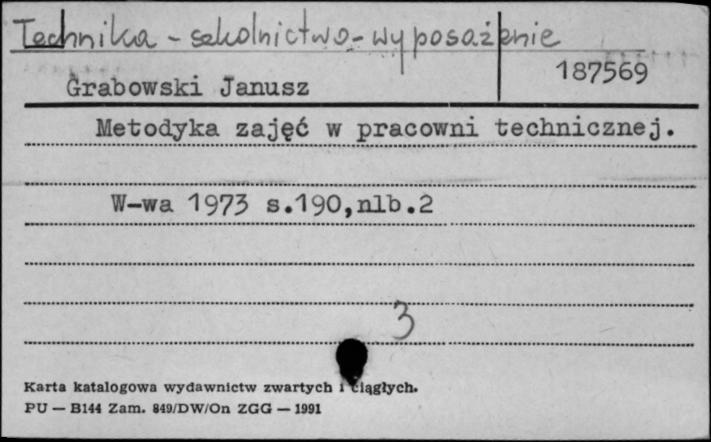 Technika - szkolnictwo - wyposażenie
187569
Grabowski Janusz
Metodyka zajęć w pracowni technicznej.
W-wa 1973 s.190,nlb.2
3
Karta katalogowa wydawnictw zwartych i ciągłych.
PU — B144 Zam. 849/DW/On ZGG — 1991